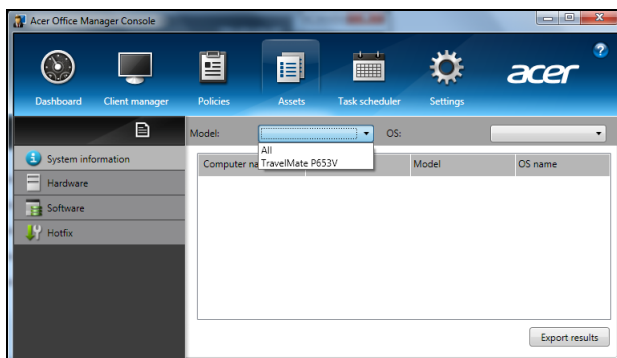 Acer Office Manager Console
acer
Dashboard Client manager Policies Assets Task scheduler Settings
Model: OS:
All
TravelMate P653V
System information
Hardware
Software
Hotfix
Computer Model OS name
Export results